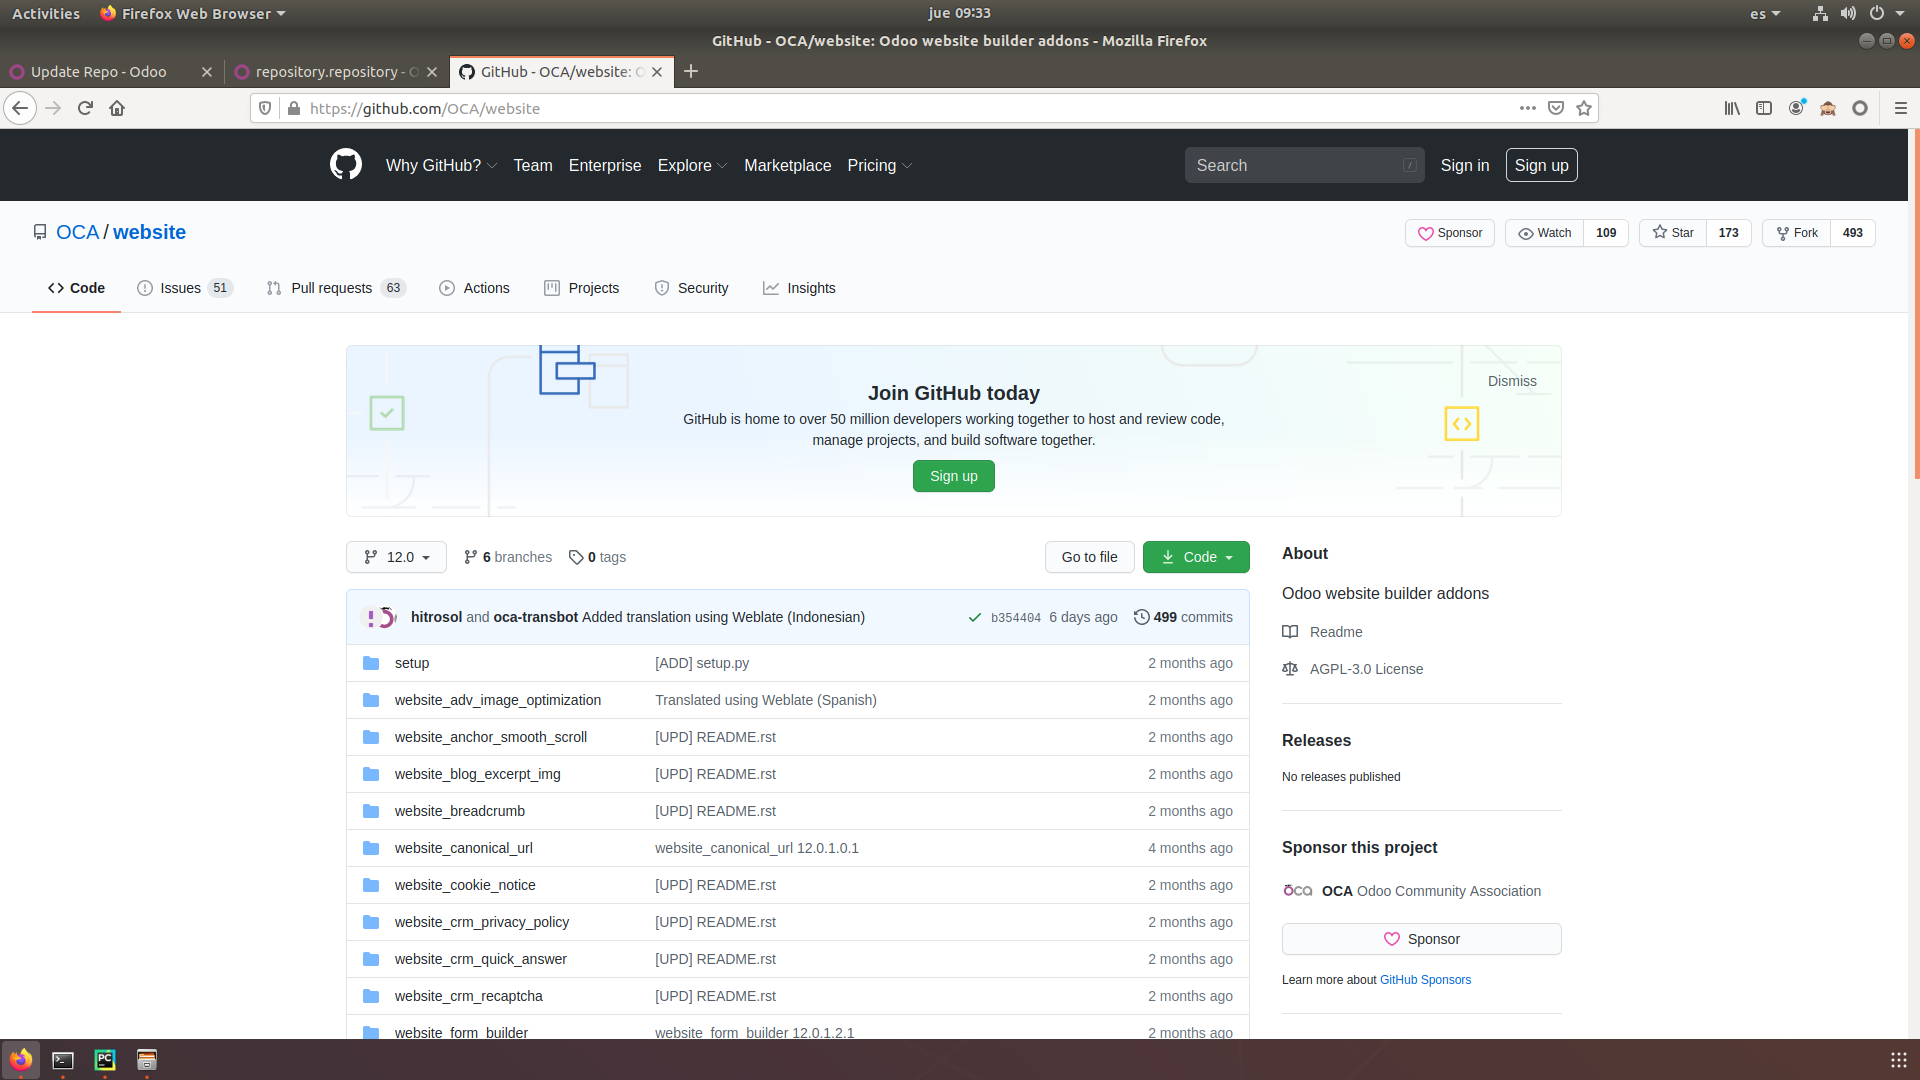 Activities Firefox Web Browser jue 09:33 es
GitHub - OCA/website: Odoo website builder addons - Mozilla Firefox
Update Repo - Odoo repository.repository - O GitHub - OCA/website: O
https://github.com/OCA/website
Why GitHub? Team Enterprise Explore Marketplace Pricing Search / Sign in Sign up
OCA / website Sponsor Watch 109 Star 173 Fork 493
Code Issues 51 Pull requests 63 Actions Projects Security Insights
Dismiss
Join GitHub today
GitHub is home to over 50 million developers working together to host and review code,
manage projects, and build software together.
Sign up
12.0 6 branches 0 tags Go to file Code
hitrosol and oca-transbot Added translation using Weblate (Indonesian) b354404 6 days ago 499 commits
setup [ADD] setup.py 2 months ago
website_adv_image_optimization Translated using Weblate (Spanish) 2 months ago
website_anchor_smooth_scroll [UPD] README.rst 2 months ago
website_blog_excerpt_img [UPD] README.rst 2 months ago
website_breadcrumb [UPD] README.rst 2 months ago
website_canonical_url website_canonical_url 12.0.1.0.1 4 months ago
website_cookie_notice [UPD] README.rst 2 months ago
website_crm_privacy_policy [UPD] README.rst 2 months ago
website_crm_quick_answer [UPD] README.rst 2 months ago
website_crm_recaptcha [UPD] README.rst 2 months ago
website_form_builder website_form_builder 12.0.1.2.1 2 months ago
About
Odoo website builder addons
Readme
AGPL-3.0 License
Releases
No releases published
Sponsor this project
oca OCA Odoo Community Association
Sponsor
Learn more about GitHub Sponsors
PC